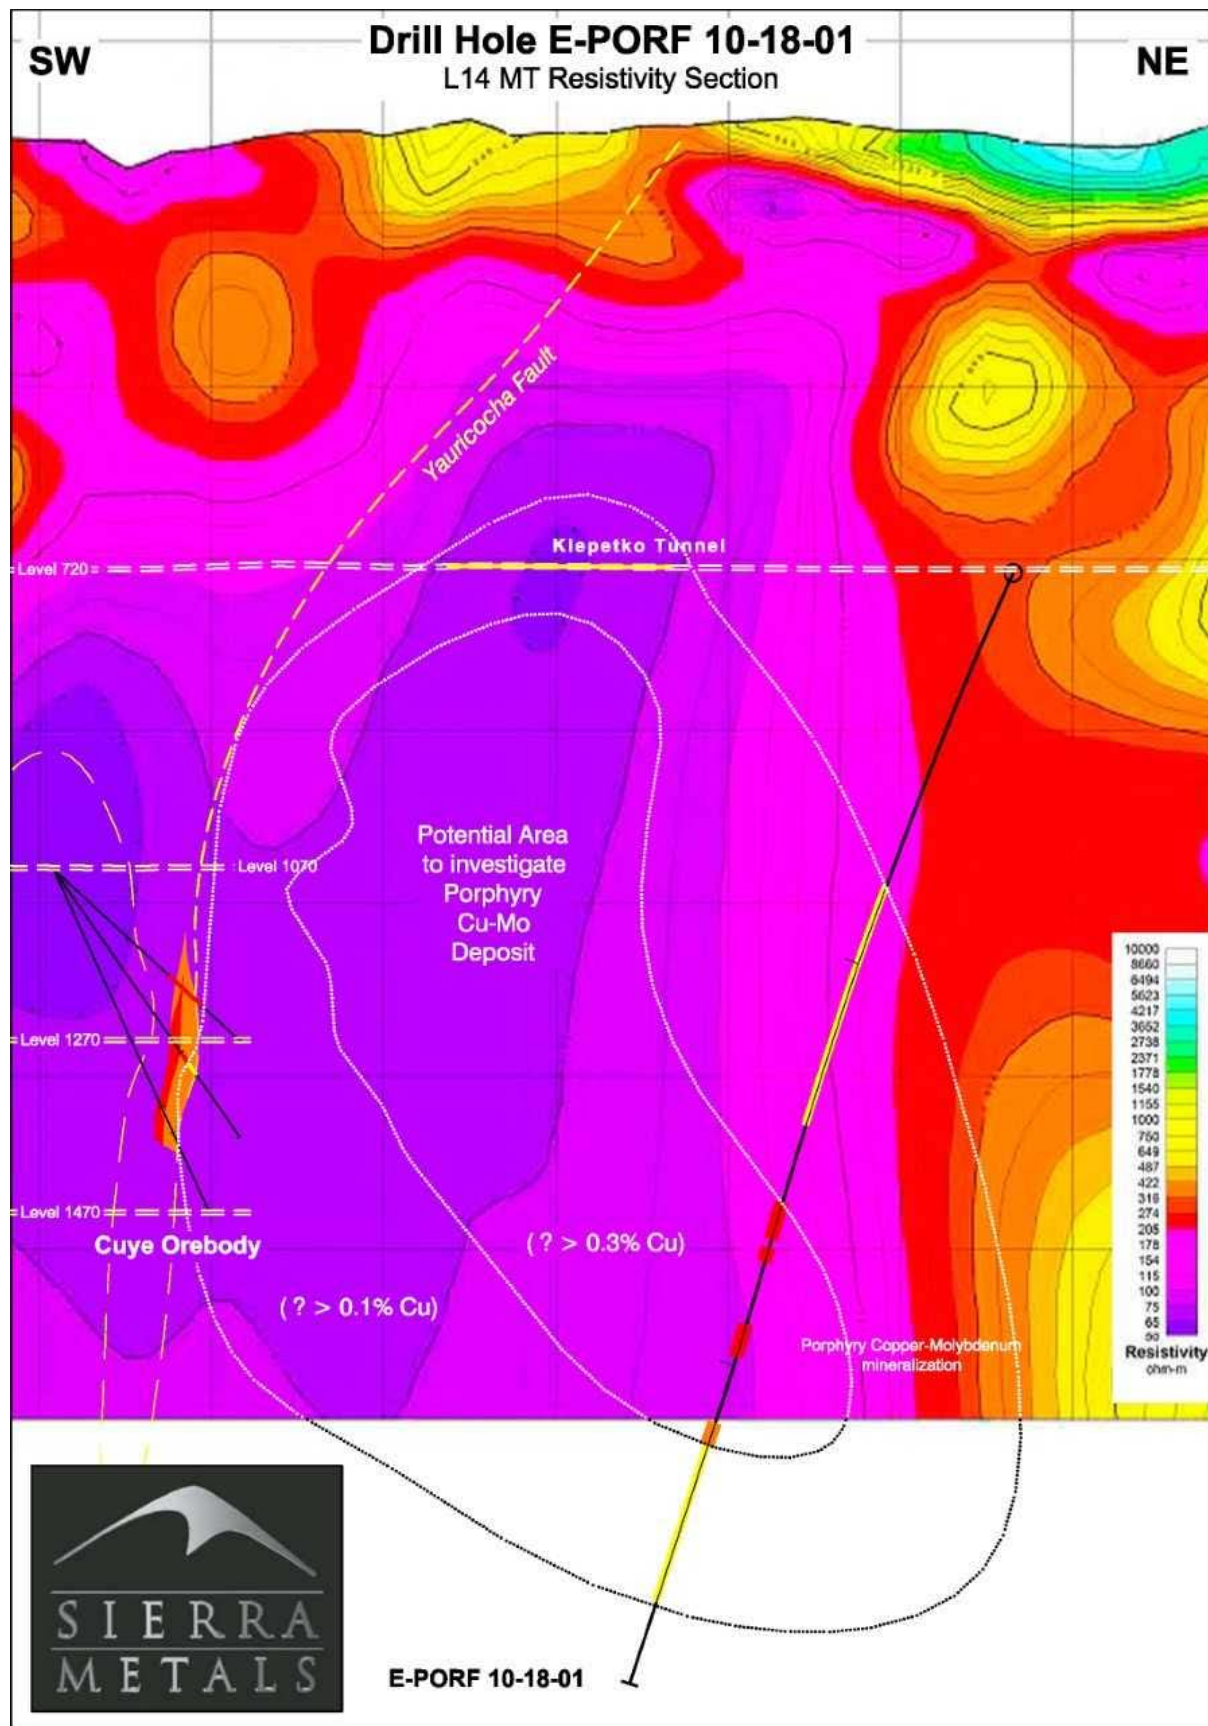 Drill Hole E-PORF 10-18-01
SW
NE
L14 MT Resistivity Section
Yauricocha Fault
Klepetko Tunnel
Level 720
Potential Area
to investigate
Porphyry
Cu-Mo
Deposit
Level 1070
Level 1270
Level 1470
Cuye Orebody
( ? > 0.3% Cu)
( ? > 0.1% Cu)
Porphyry Copper-Molybdenum
mineralization
10000
8660
6494
5623
4217
3652
2738
2371
1778
1540
1155
1000
750
649
487
422
316
274
205
178
154
115
100
75
65
50
Resistivity
ohm-m
SIERRA
METALS
E-PORF 10-18-01